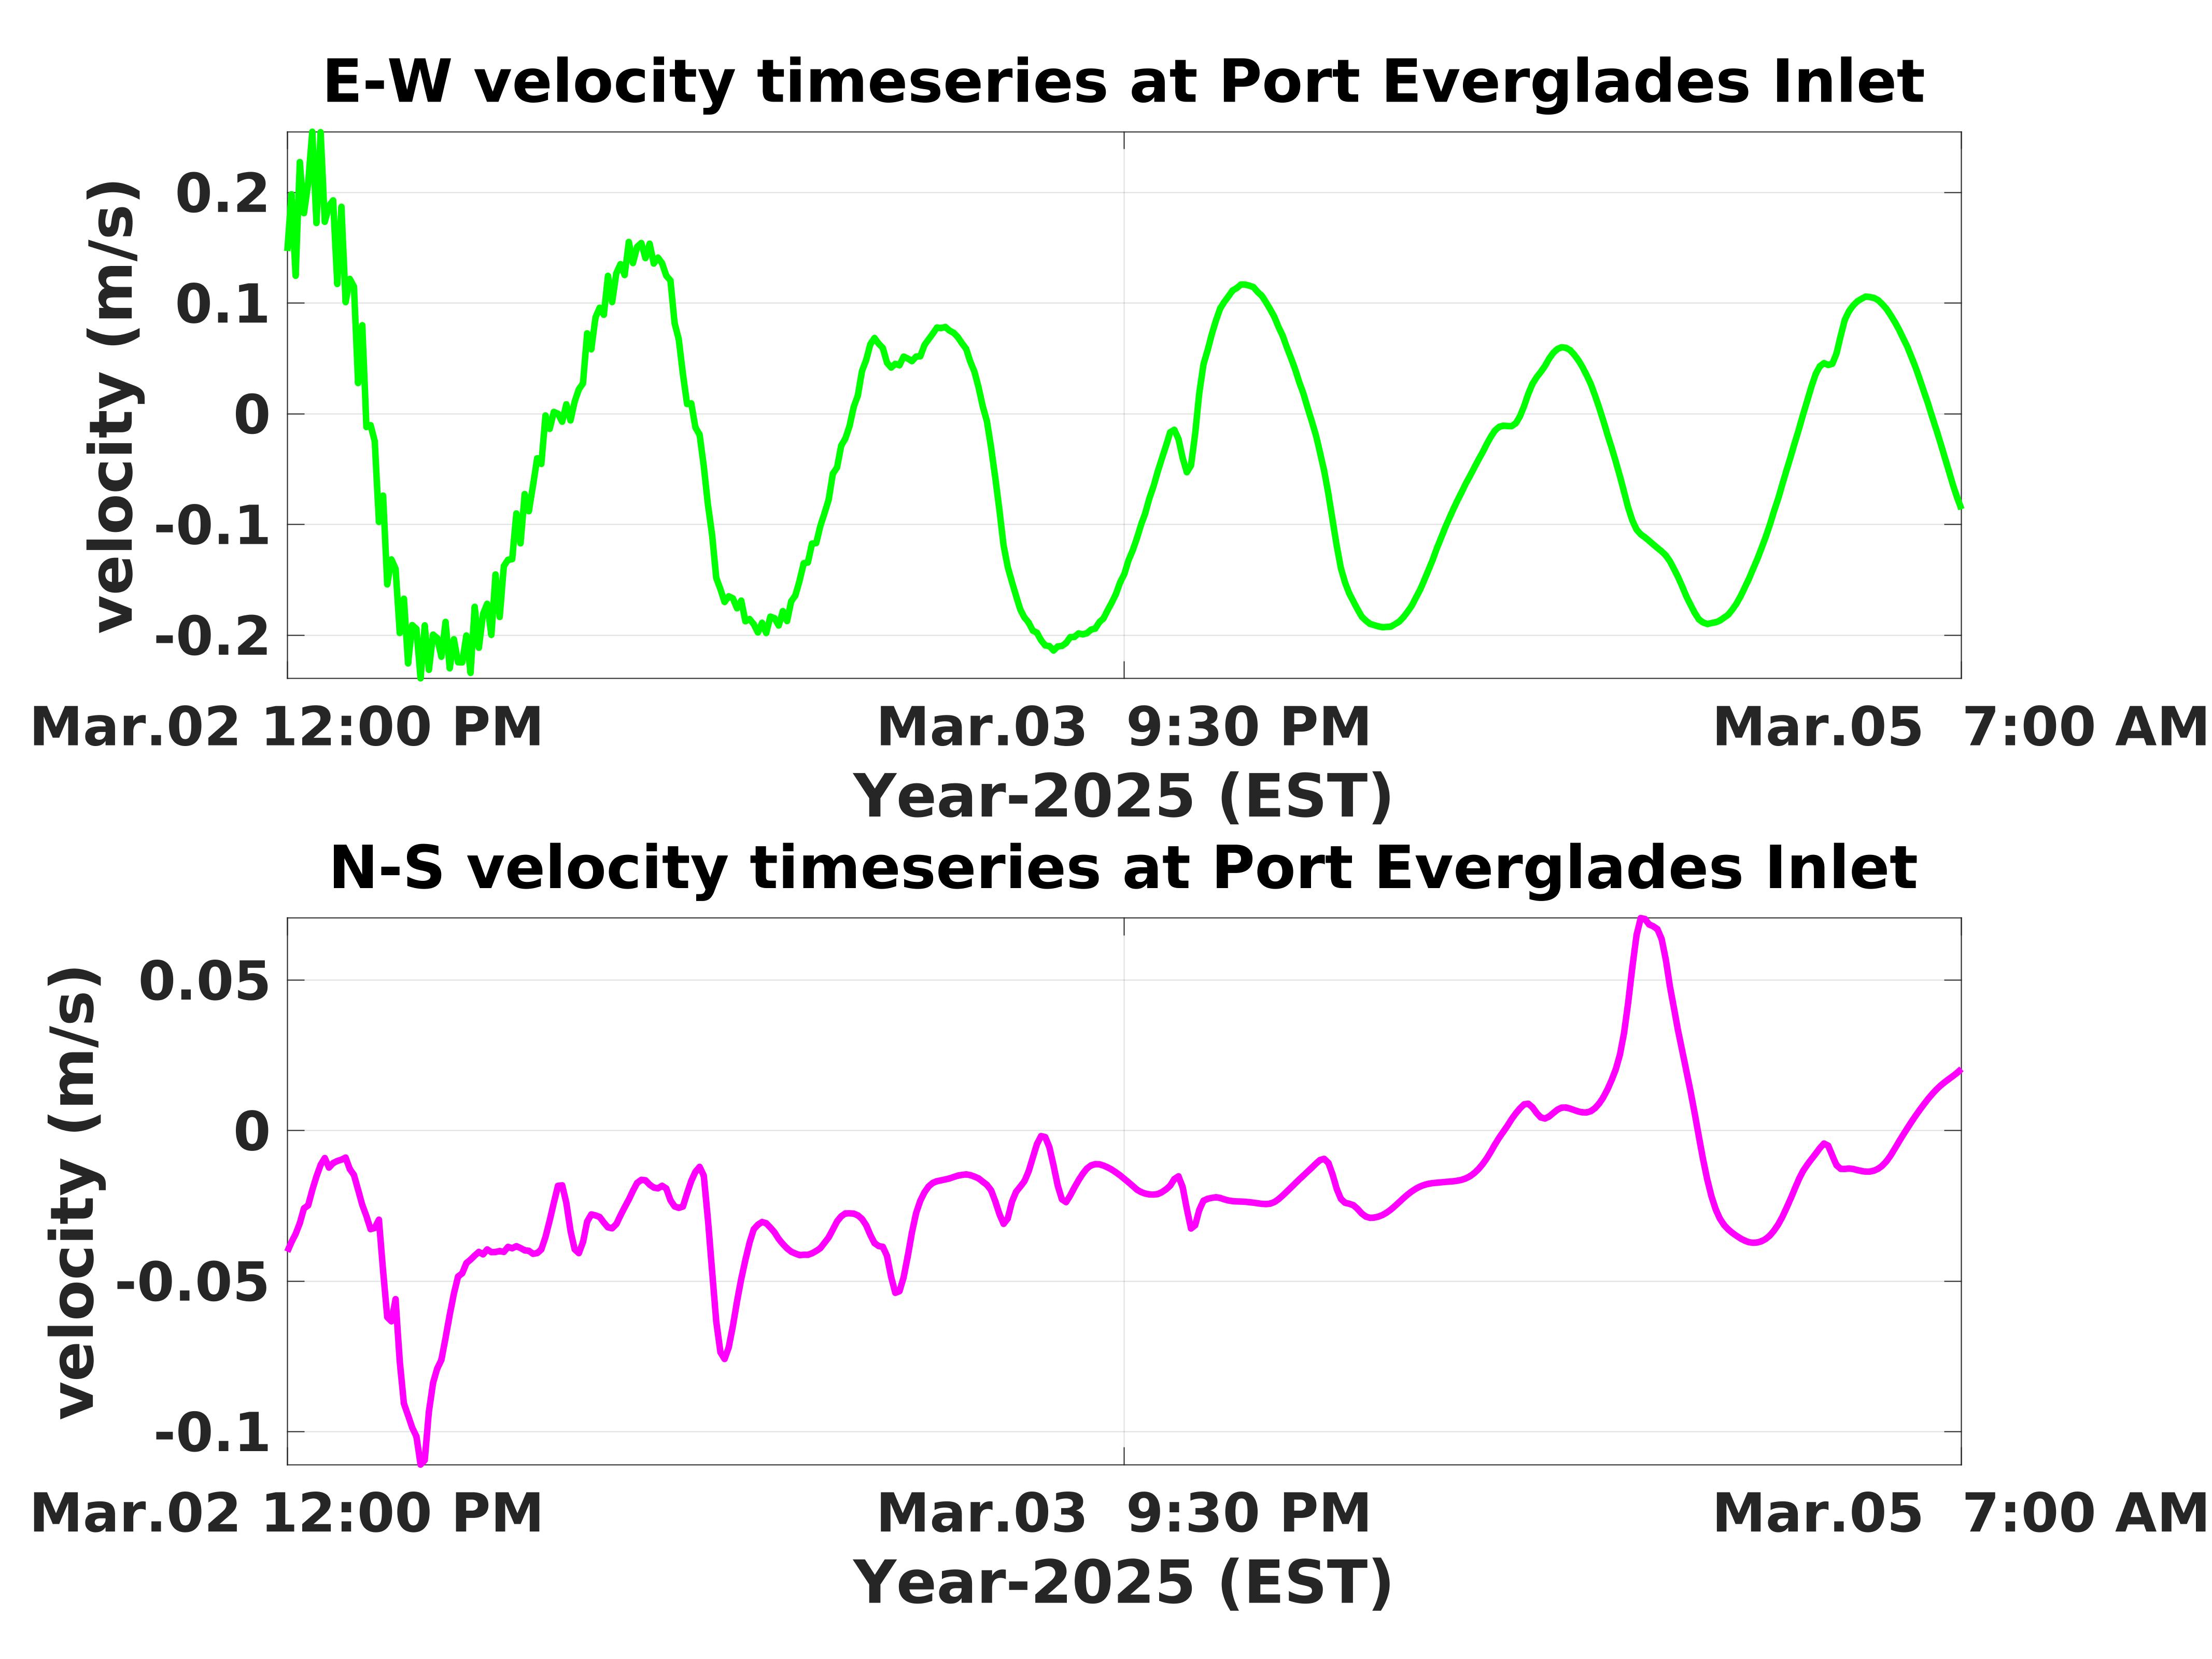 E-W velocity timeseries at Port Everglades Inlet
velocity (m/s)
0.2
0.1
0
-0.1
-0.2
Mar.02 12:00 PM Mar.03 9:30 PM Mar.05 7:00 AM
Year-2025 (EST)
N-S velocity timeseries at Port Everglades Inlet
velocity (m/s)
0.05
0
-0.05
-0.1
Mar.02 12:00 PM Mar.03 9:30 PM Mar.05 7:00 AM
Year-2025 (EST)